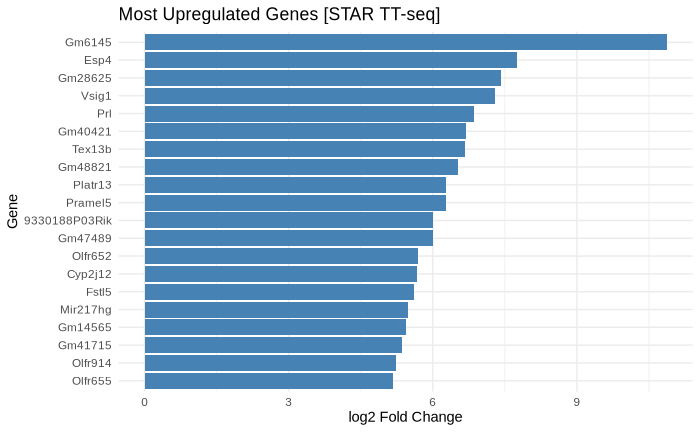 Most Upregulated Genes [STAR TT-seq]
Gm6145
Esp4
Gm28625
Vsig1
Prl
Gm40421
Tex13b
Gm48821
Platr13
Pramel5
9330188P03Rik
Gm47489
Olfr652
Cyp2j12
Fstl5
Mir217hg
Gm14565
Gm41715
Olfr914
Olfr655
Gene
0 3 6 9
log2 Fold Change